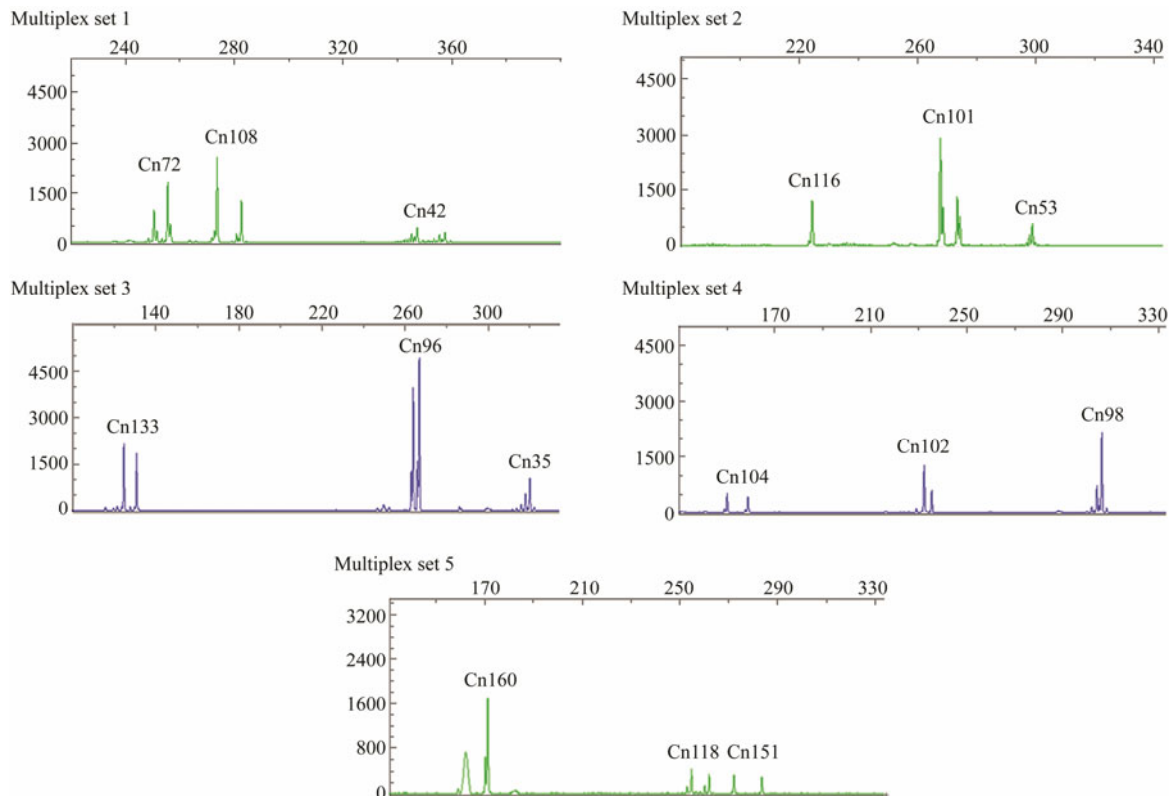 Multiplex set 1
240 280 320 360
4500
3000
1500
0
Cn72
Cn108
Cn42
Multiplex set 2
220 260 300 340
4500
3000
1500
0
Cn116
Cn101
Cn53
Multiplex set 3
140 180 220 260 300
4500
3000
1500
0
Cn133
Cn96
Cn35
Multiplex set 4
170 210 250 290 330
4500
3000
1500
0
Cn104
Cn102
Cn98
Multiplex set 5
170 210 250 290 330
3200
2400
1600
800
0
Cn160
Cn118
Cn151